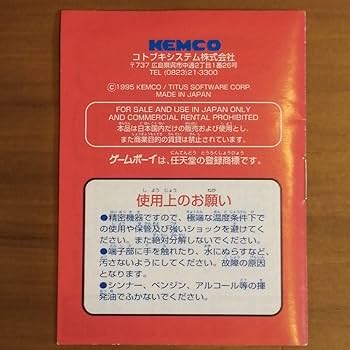 KEMCO
コトブキシステム株式会社
〒737 広島県呉市中通2丁目1番26号
TEL (0823)21-3300
©1995 KEMCO / TITUS SOFTWARE CORP.
MADE IN JAPAN
FOR SALE AND USE IN JAPAN ONLY
AND COMMERCIAL RENTAL PROHIBITED
本品は日本国内だけの販売および使用とし、
また商業目的の賃貸は禁止されています。
ゲームボーイは、任天堂の登録商標です。
使用上のお願い
●精密機器ですので、極端な温度条件下で
の使用や保管及び強いショックを避けてく
ださい。また絶対分解しないでください。
●端子部に手を触れたり、水にぬらすなど、
汚さないようにしてください。故障の原因
となります。
●シンナー、ベンジン、アルコール等の揮
発油でふかないでください。